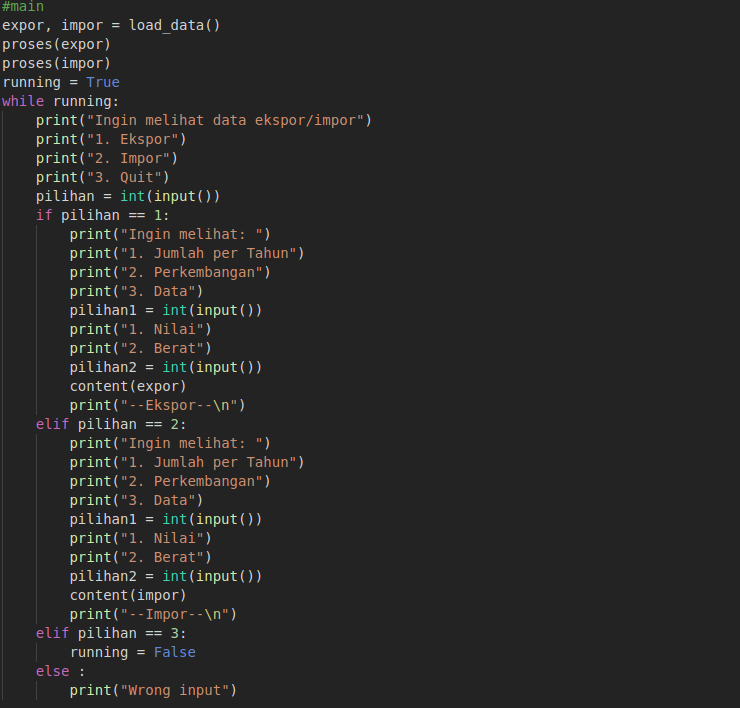 #main
expor, impor = load_data()
proses(expor)
proses(impor)
running = True
while running:
    print("Ingin melihat data ekspor/impor")
    print("1. Ekspor")
    print("2. Impor")
    print("3. Quit")
    pilihan = int(input())
    if pilihan == 1:
        print("Ingin melihat: ")
        print("1. Jumlah per Tahun")
        print("2. Perkembangan")
        print("3. Data")
        pilihan1 = int(input())
        print("1. Nilai")
        print("2. Berat")
        pilihan2 = int(input())
        content(expor)
        print("--Ekspor--\n")
    elif pilihan == 2:
        print("Ingin melihat: ")
        print("1. Jumlah per Tahun")
        print("2. Perkembangan")
        print("3. Data")
        pilihan1 = int(input())
        print("1. Nilai")
        print("2. Berat")
        pilihan2 = int(input())
        content(impor)
        print("--Impor--\n")
    elif pilihan == 3:
        running = False
    else :
        print("Wrong input")